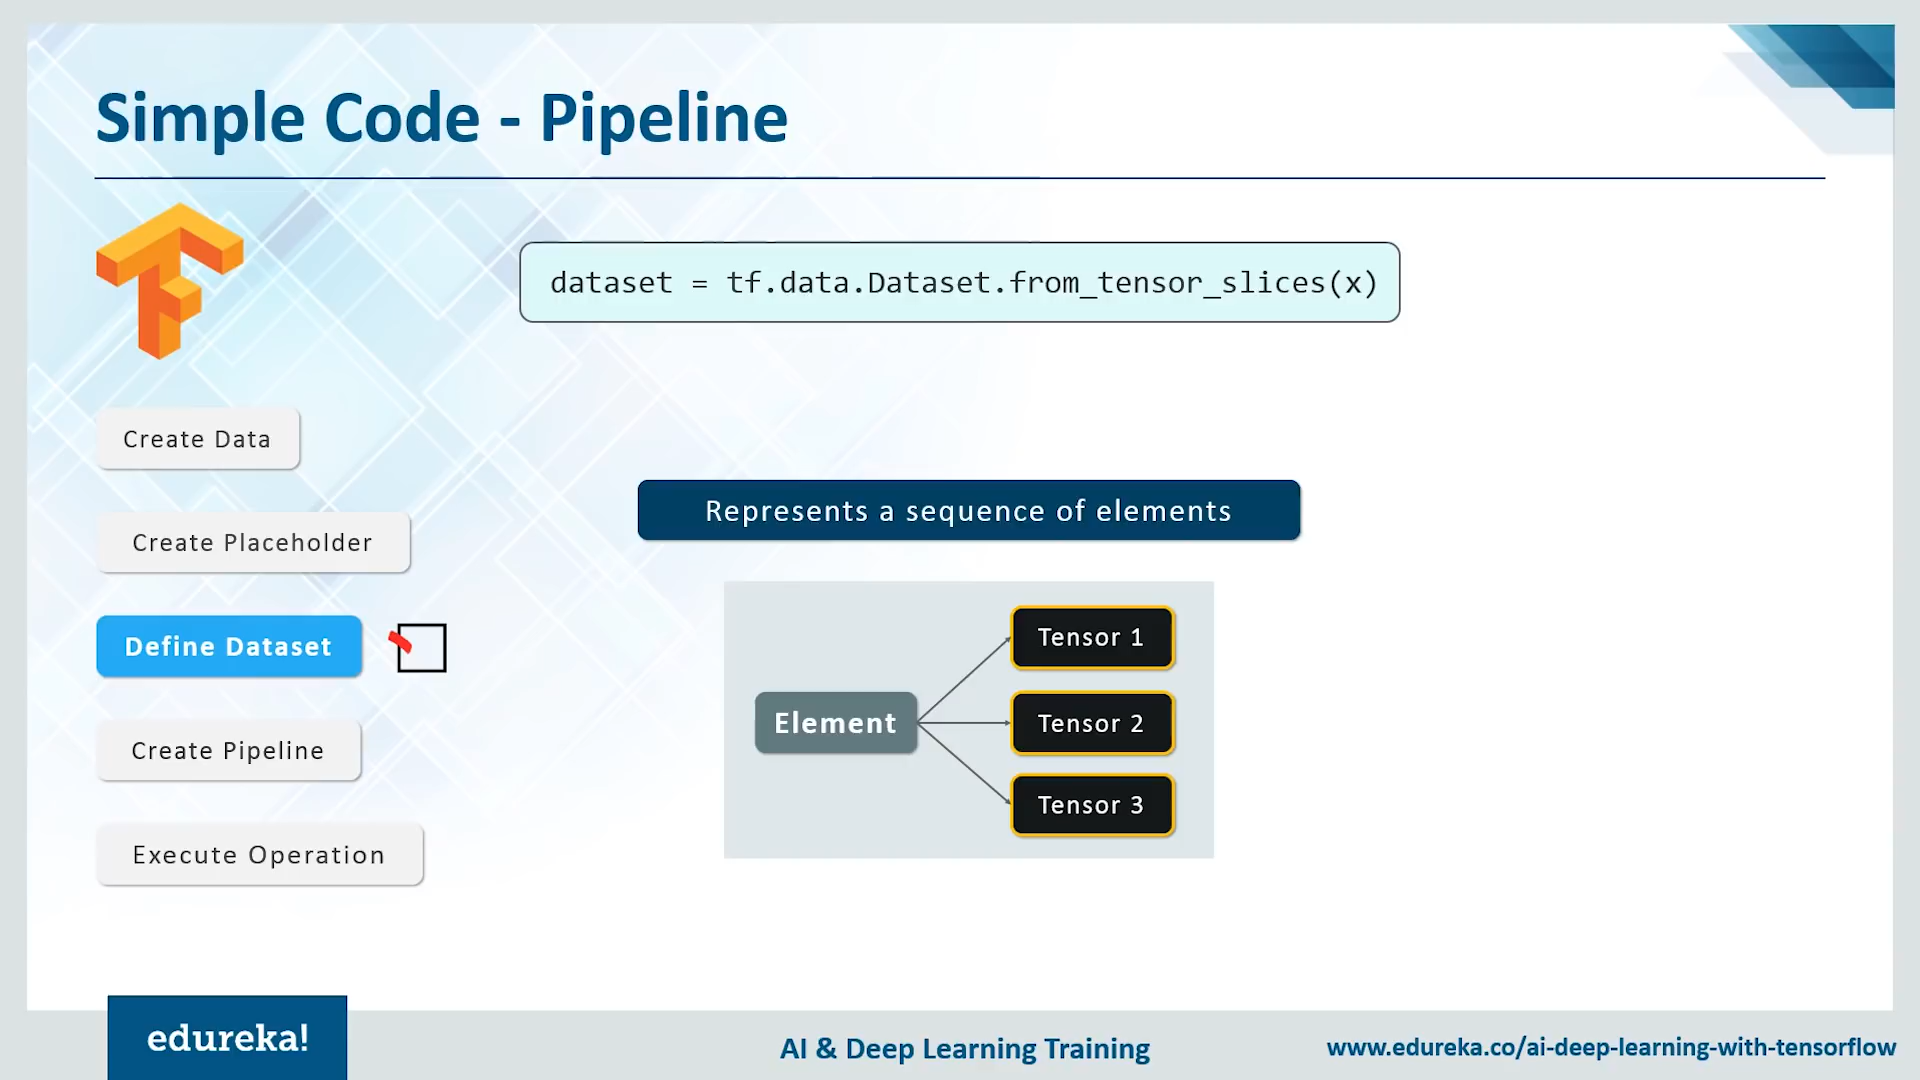 Simple Code - Pipeline
dataset = tf.data.Dataset.from_tensor_slices(x)
Create Data
Create Placeholder
Define Dataset
Create Pipeline
Execute Operation
Represents a sequence of elements
Element
Tensor 1
Tensor 2
Tensor 3
edureka!
AI & Deep Learning Training
www.edureka.co/ai-deep-learning-with-tensorflow